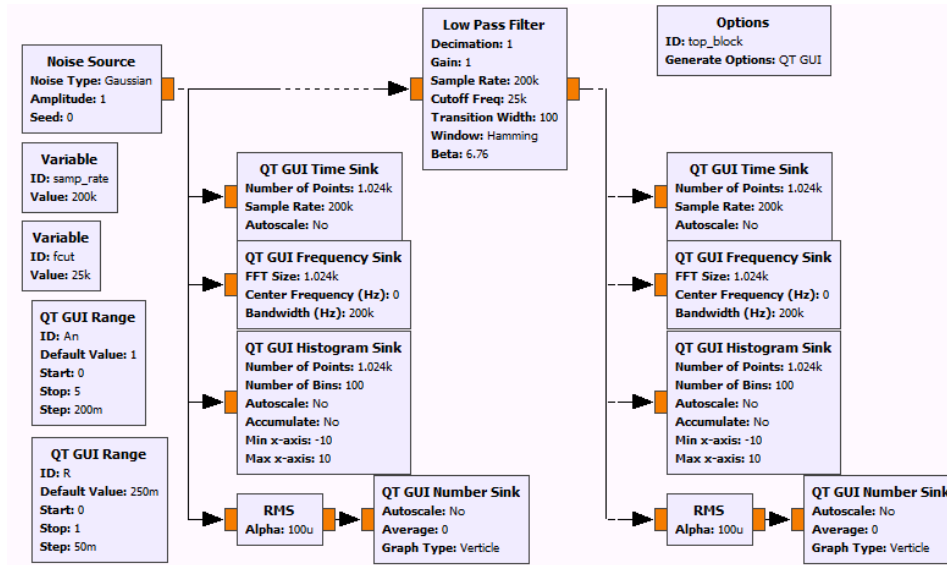 Noise Source
Noise Type: Gaussian
Amplitude: 1
Seed: 0
Low Pass Filter
Decimation: 1
Gain: 1
Sample Rate: 200k
Cutoff Freq: 25k
Transition Width: 100
Window: Hamming
Beta: 6.76
Options
ID: top_block
Generate Options: QT GUI
Variable
ID: samp_rate
Value: 200k
Variable
ID: fcut
Value: 25k
QT GUI Range
ID: An
Default Value: 1
Start: 0
Stop: 5
Step: 200m
QT GUI Range
ID: R
Default Value: 250m
Start: 0
Stop: 1
Step: 50m
QT GUI Time Sink
Number of Points: 1.024k
Sample Rate: 200k
Autoscale: No
QT GUI Frequency Sink
FFT Size: 1.024k
Center Frequency (Hz): 0
Bandwidth (Hz): 200k
QT GUI Histogram Sink
Number of Points: 1.024k
Number of Bins: 100
Autoscale: No
Accumulate: No
Min x-axis: -10
Max x-axis: 10
RMS
Alpha: 100u
QT GUI Number Sink
Autoscale: No
Average: 0
Graph Type: Verticle
QT GUI Time Sink
Number of Points: 1.024k
Sample Rate: 200k
Autoscale: No
QT GUI Frequency Sink
FFT Size: 1.024k
Center Frequency (Hz): 0
Bandwidth (Hz): 200k
QT GUI Histogram Sink
Number of Points: 1.024k
Number of Bins: 100
Autoscale: No
Accumulate: No
Min x-axis: -10
Max x-axis: 10
RMS
Alpha: 100u
QT GUI Number Sink
Autoscale: No
Average: 0
Graph Type: Verticle